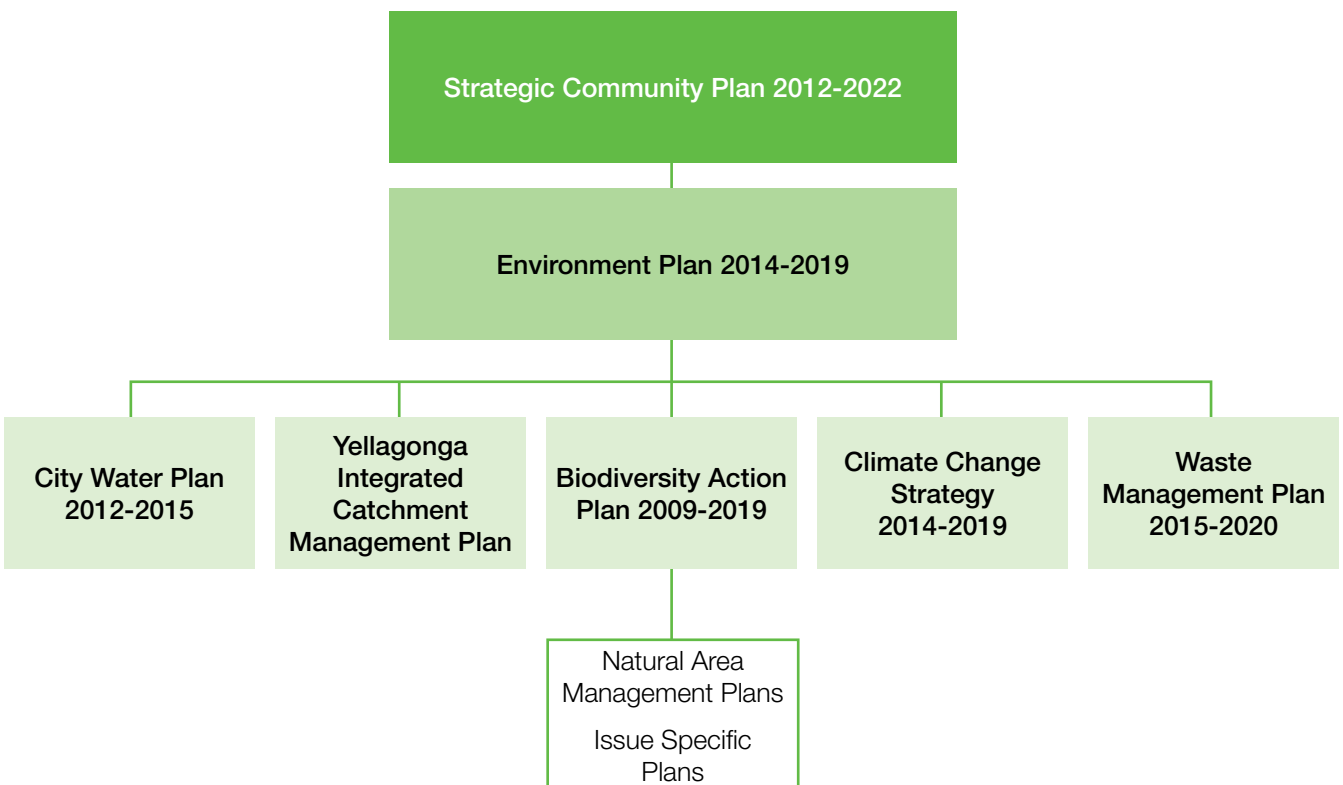 Strategic Community Plan 2012-2022
Environment Plan 2014-2019
City Water Plan
2012-2015
Yellagonga
Integrated
Catchment
Management Plan
Biodiversity Action
Plan 2009-2019
Climate Change
Strategy
2014-2019
Waste
Management Plan
2015-2020
Natural Area
Management Plans
Issue Specific
Plans